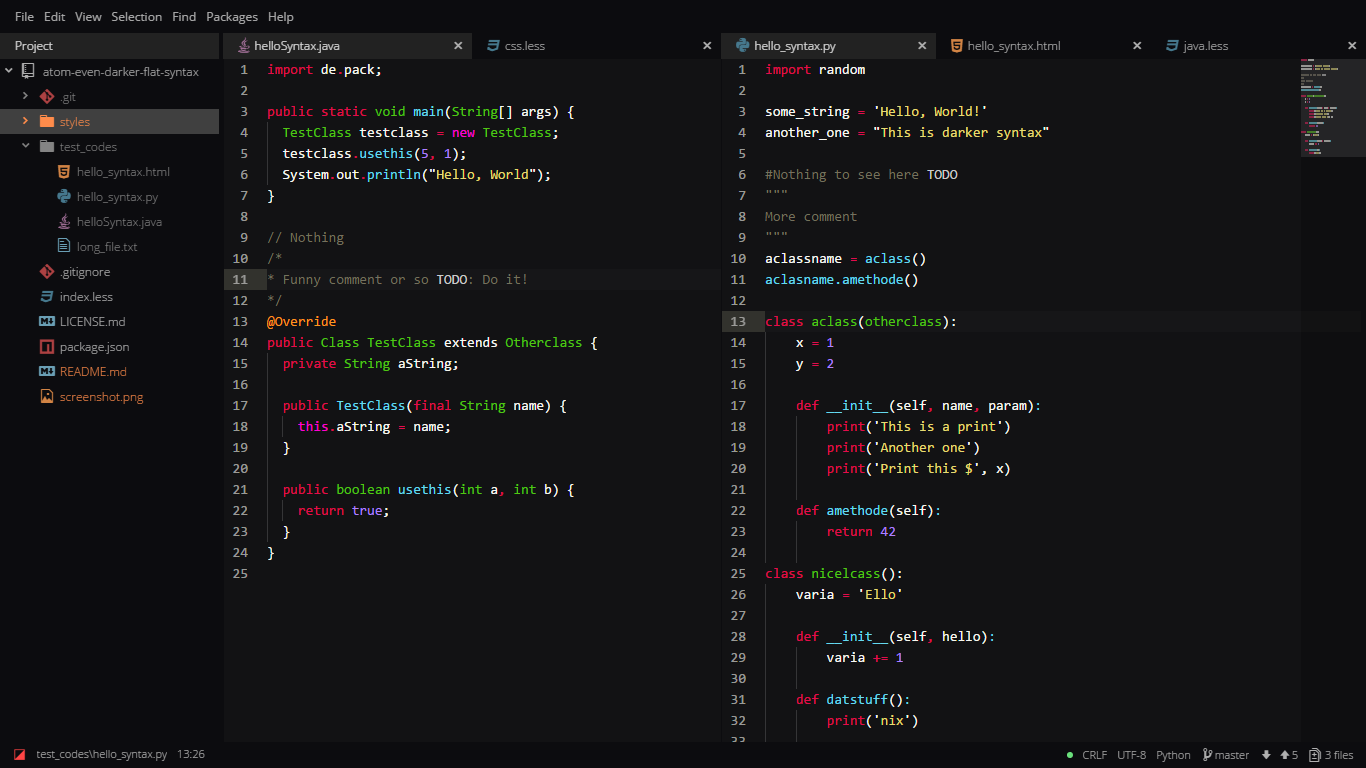 File Edit View Selection Find Packages Help
Project
atom-even-darker-flat-syntax
.git
styles
test_codes
hello_syntax.html
hello_syntax.py
helloSyntax.java
long_file.txt
.gitignore
index.less
LICENSE.md
package.json
README.md
screenshot.png
helloSyntax.java × css.less ×
1 import de.pack;
2
3 public static void main(String[] args) {
4   TestClass testclass = new TestClass;
5   testclass.usethis(5, 1);
6   System.out.println("Hello, World");
7 }
8
9 // Nothing
10 /*
11 * Funny comment or so TODO: Do it!
12 */
13 @Override
14 public Class TestClass extends Otherclass {
15   private String aString;
16
17   public TestClass(final String name) {
18     this.aString = name;
19   }
20
21   public boolean usethis(int a, int b) {
22     return true;
23   }
24 }
25
hello_syntax.py × hello_syntax.html × java.less ×
1 import random
2
3 some_string = 'Hello, World!'
4 another_one = "This is darker syntax"
5
6 #Nothing to see here TODO
7 """
8 More comment
9 """
10 aclassname = aclass()
11 aclasname.amethode()
12
13 class aclass(otherclass):
14     x = 1
15     y = 2
16
17     def __init__(self, name, param):
18         print('This is a print')
19         print('Another one')
20         print('Print this $', x)
21
22     def amethode(self):
23         return 42
24
25 class nicelcass():
26     varia = 'Ello'
27
28     def __init__(self, hello):
29         varia += 1
30
31     def datstuff():
32         print('nix')
33
test_codes\hello_syntax.py 13:26
CRLF UTF-8 Python master 5 3 files